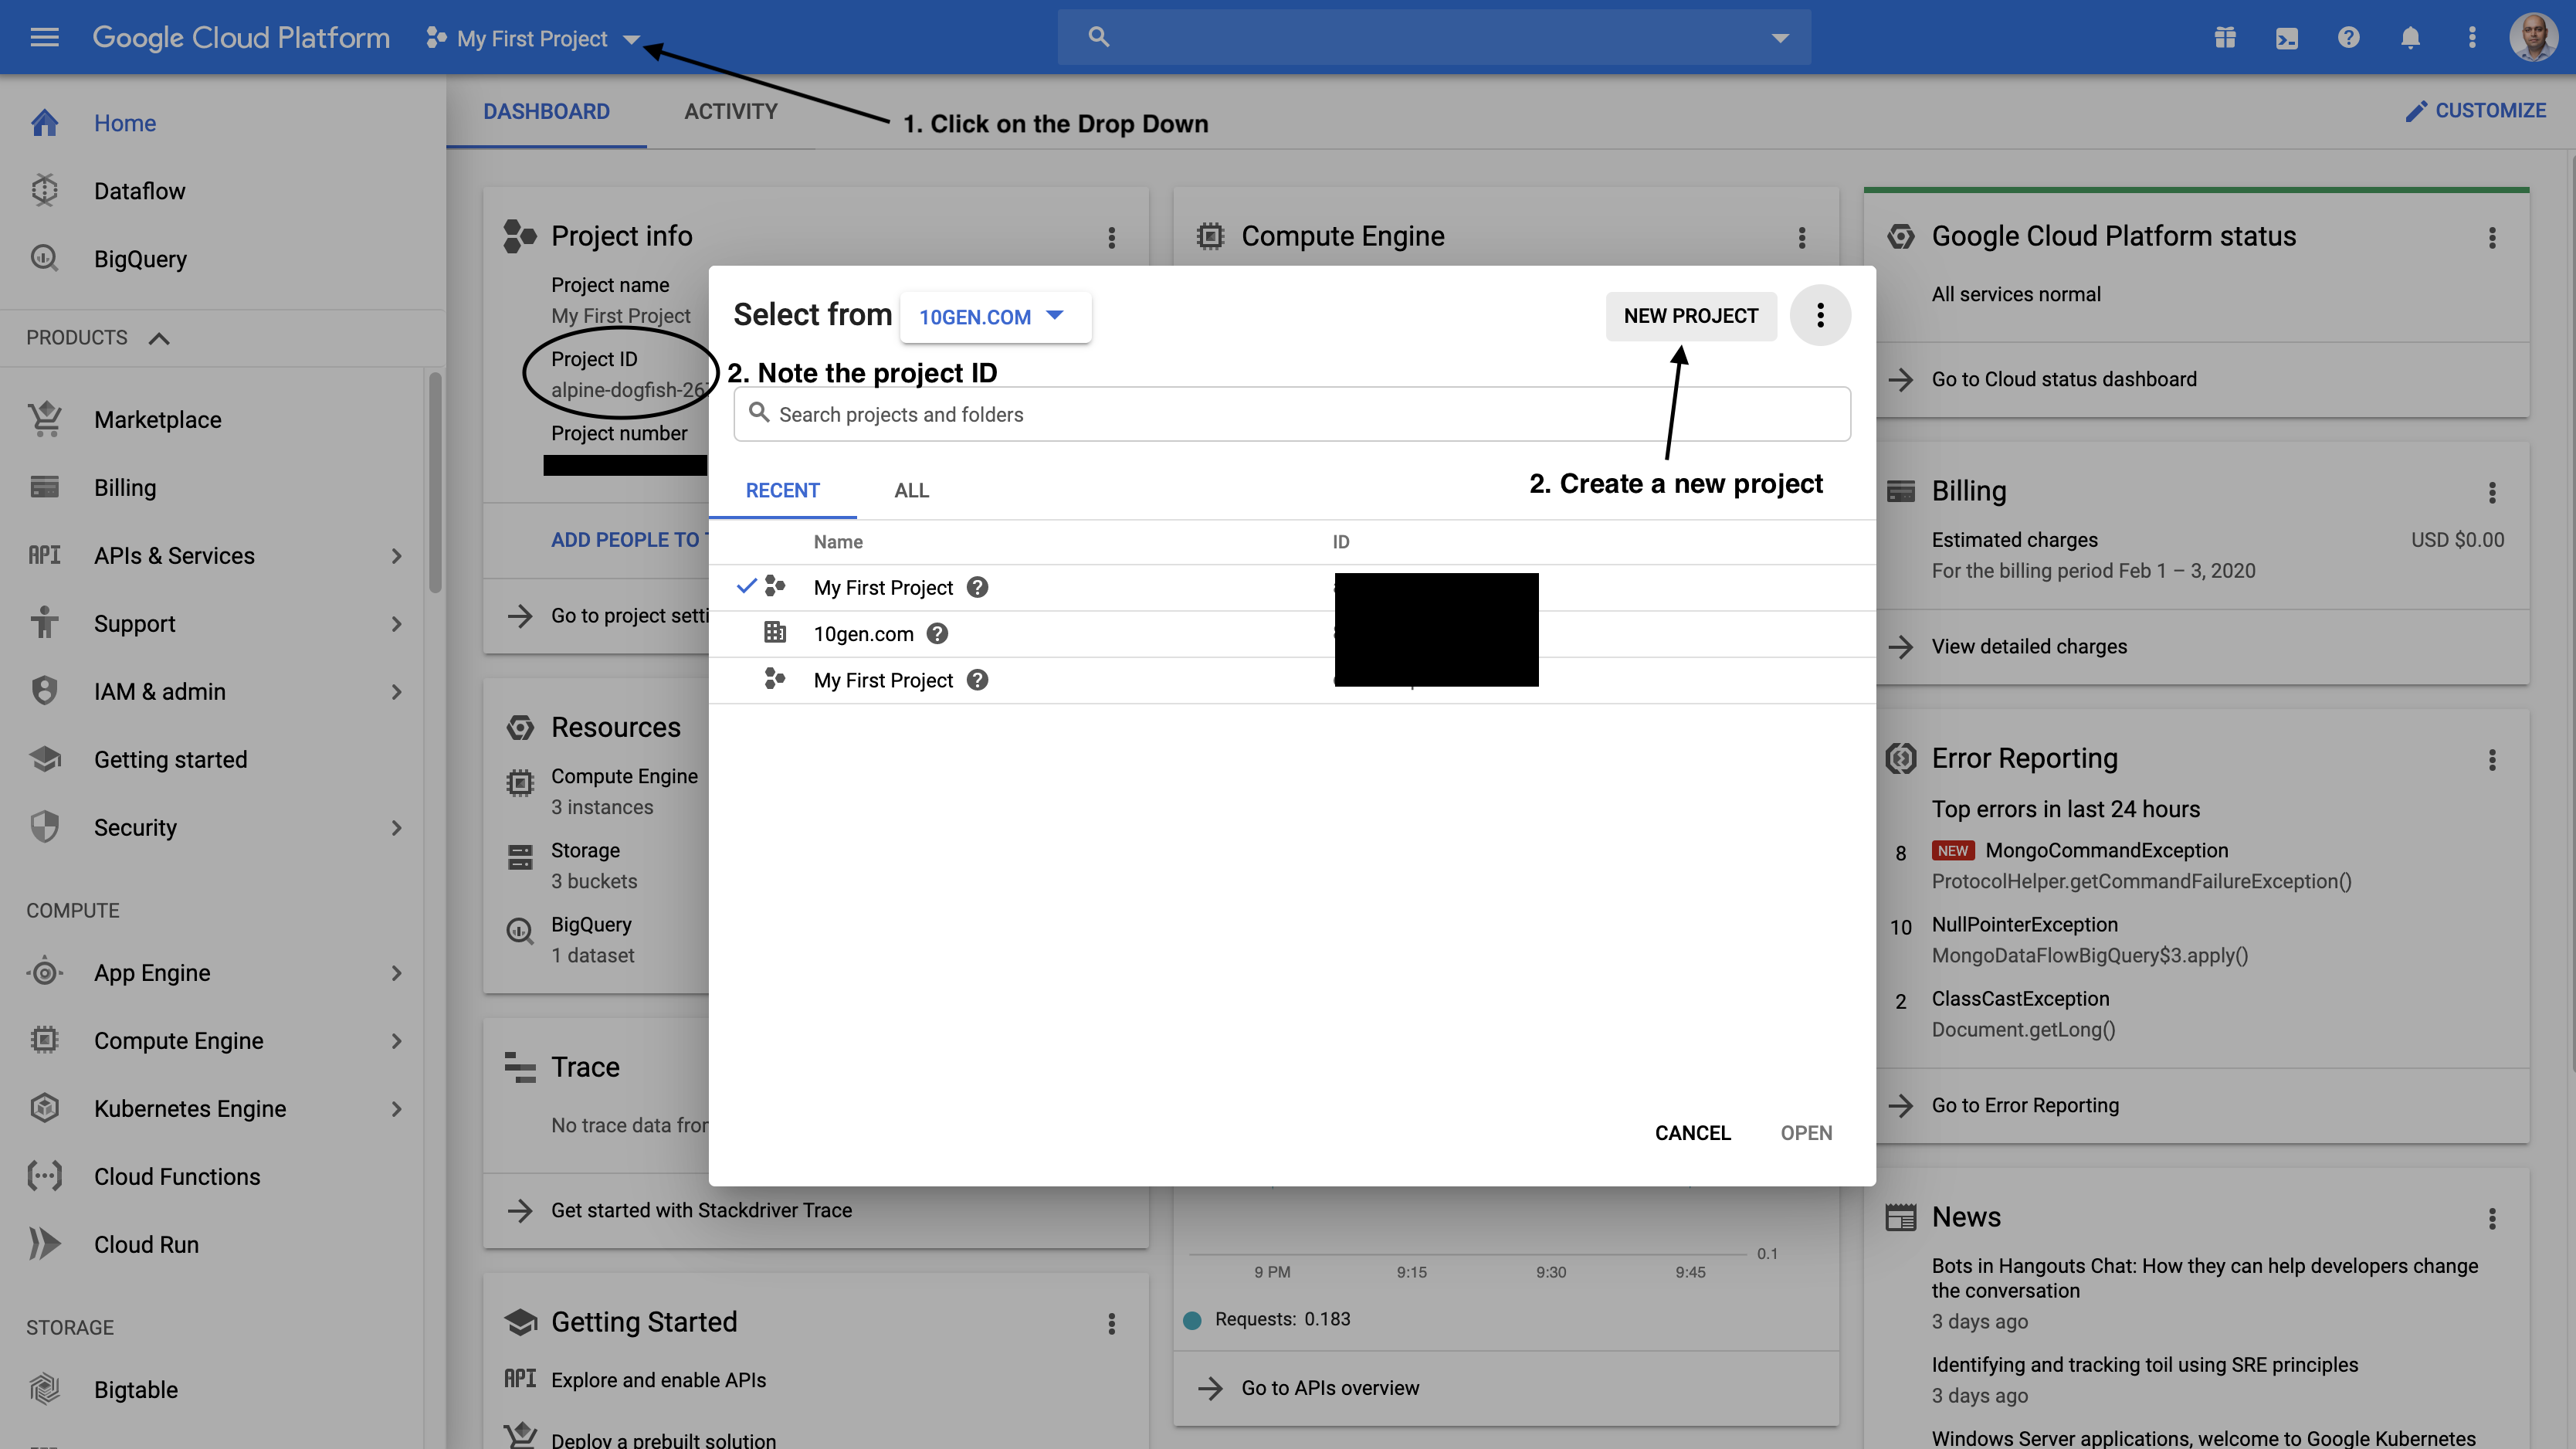 Google Cloud Platform
My First Project
1. Click on the Drop Down
DASHBOARD
ACTIVITY
CUSTOMIZE
Home
Dataflow
BigQuery
PRODUCTS
Marketplace
Billing
API APIs & Services
Support
IAM & admin
Getting started
Security
COMPUTE
App Engine
Compute Engine
Kubernetes Engine
Cloud Functions
Cloud Run
STORAGE
Bigtable
Project info
Project name
My First Project
Project ID
alpine-dogfish-26
Project number
ADD PEOPLE TO
Go to project setti
Resources
Compute Engine
3 instances
Storage
3 buckets
BigQuery
1 dataset
Trace
No trace data from
Get started with Stackdriver Trace
Getting Started
API Explore and enable APIs
Deploy a prebuilt solution
Compute Engine
Select from 10GEN.COM
NEW PROJECT
2. Note the project ID
Search projects and folders
2. Create a new project
RECENT
ALL
Name
ID
My First Project
10gen.com
My First Project
CANCEL
OPEN
0.1
9 PM 9:15 9:30 9:45
Requests: 0.183
Go to APIs overview
Google Cloud Platform status
All services normal
Go to Cloud status dashboard
Billing
Estimated charges
USD $0.00
For the billing period Feb 1 – 3, 2020
View detailed charges
Error Reporting
Top errors in last 24 hours
8 NEW MongoCommandException
ProtocolHelper.getCommandFailureException()
10 NullPointerException
MongoDataFlowBigQuery$3.apply()
2 ClassCastException
Document.getLong()
Go to Error Reporting
News
Bots in Hangouts Chat: How they can help developers change
the conversation
3 days ago
Identifying and tracking toil using SRE principles
3 days ago
Windows Server applications, welcome to Google Kubernetes